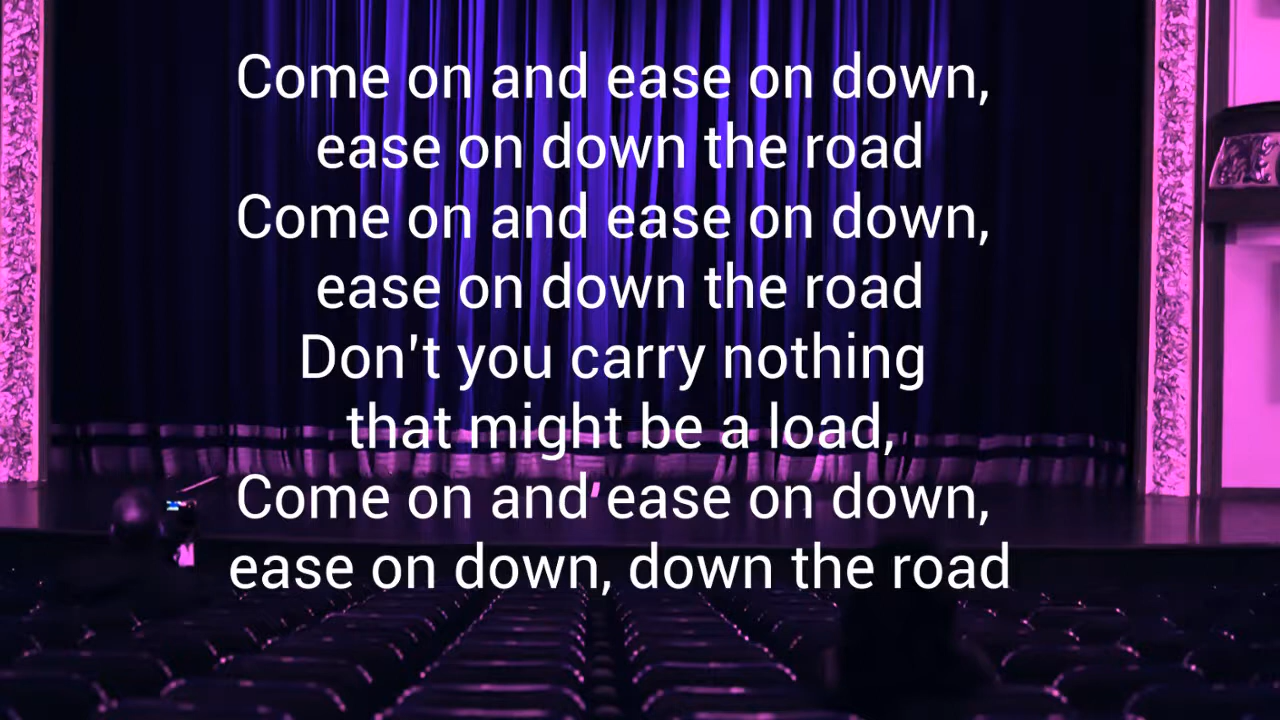 Come on and ease on down,
ease on down the road
Come on and ease on down,
ease on down the road
Don't you carry nothing
that might be a load,
Come on and ease on down,
ease on down, down the road